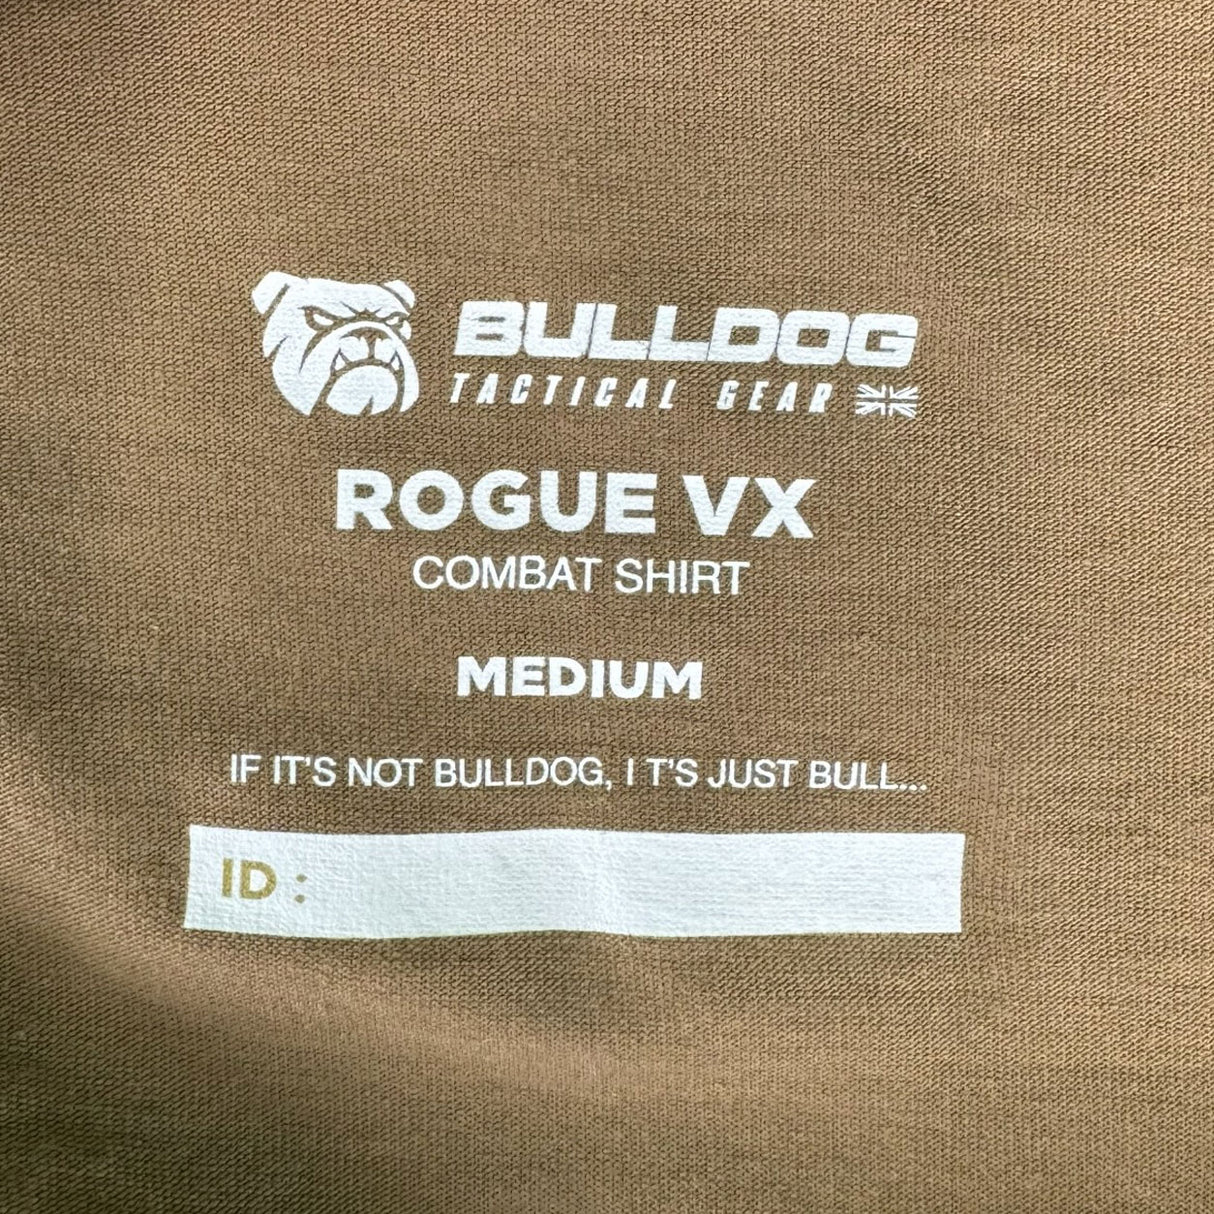 BULLDOG
TACTICAL GEAR
ROGUE VX
COMBAT SHIRT
MEDIUM
IF IT'S NOT BULLDOG, I T'S JUST BULL...
ID :